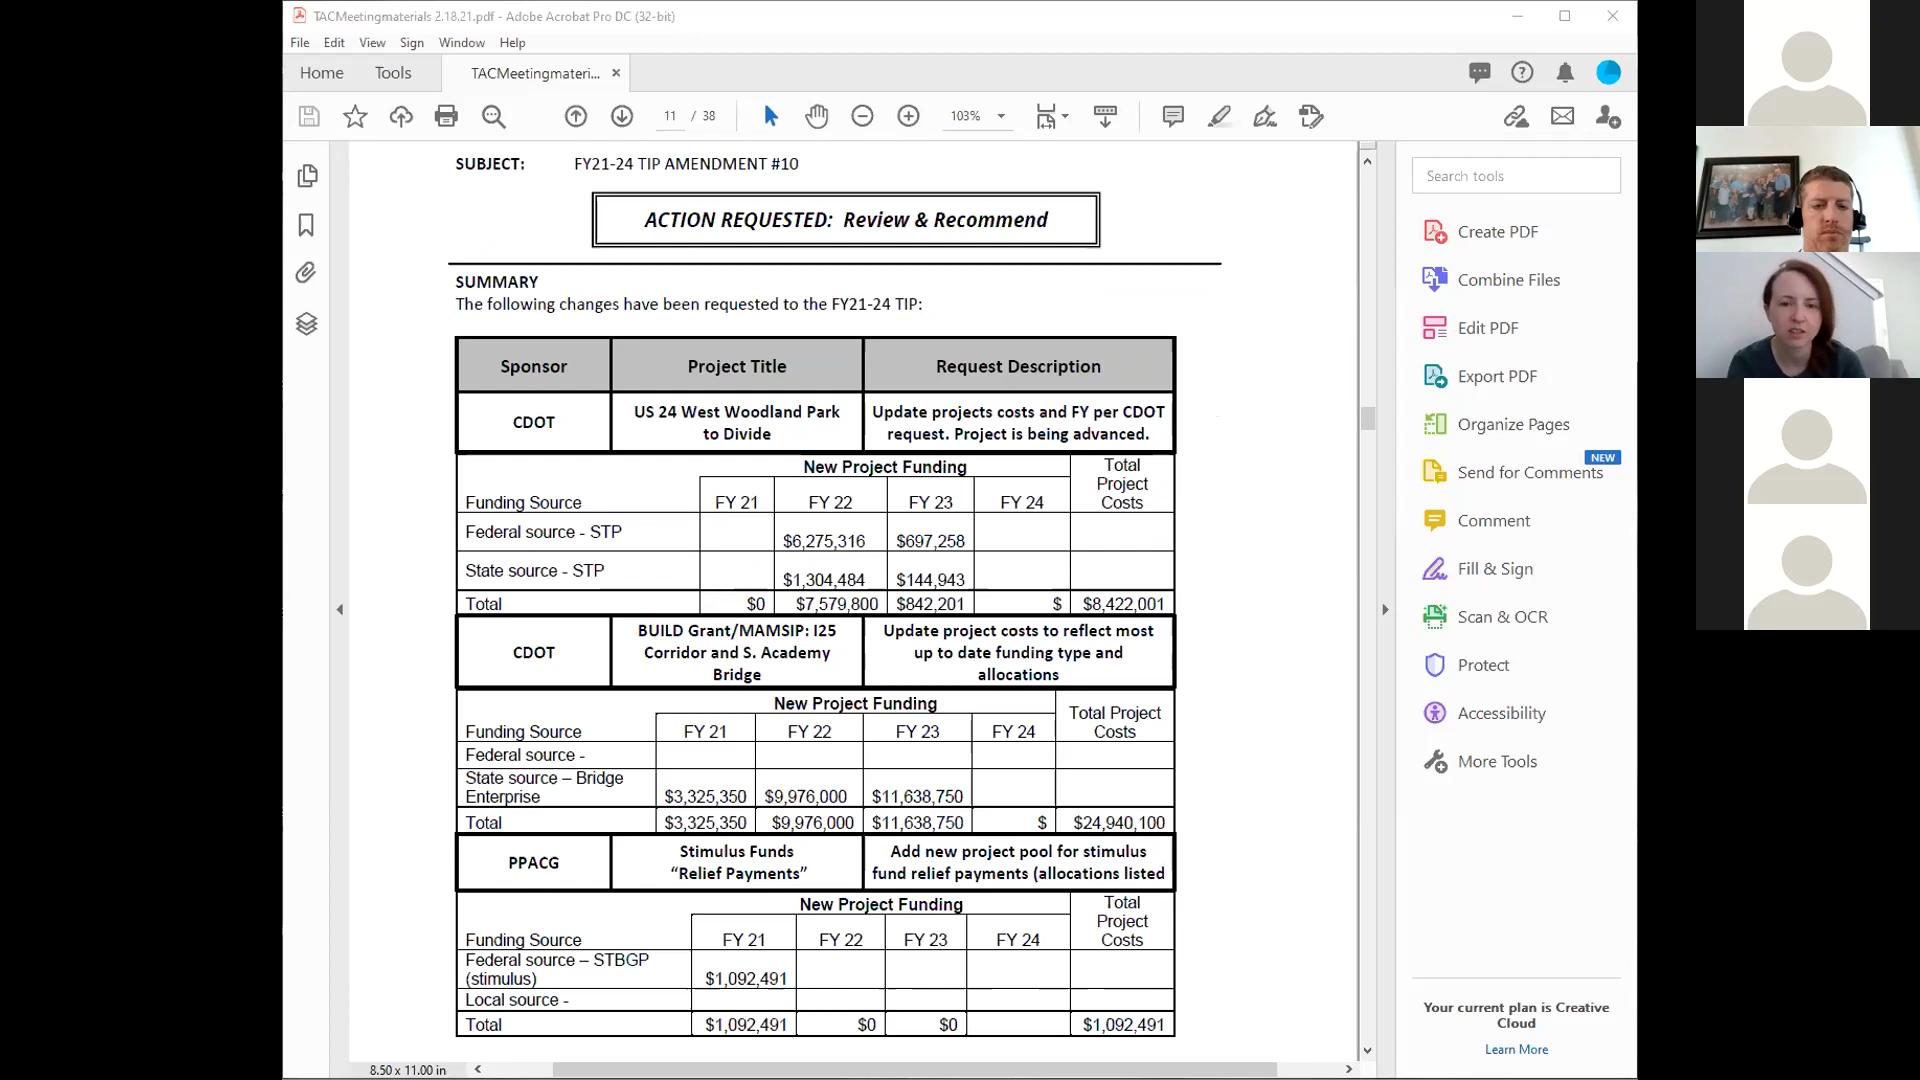 TACMeetingmaterials 2.18.21.pdf - Adobe Acrobat Pro DC (32-bit)
File Edit View Sign Window Help
Home Tools TACMeetingmateri... ×
11 / 38 103%
SUBJECT: FY21-24 TIP AMENDMENT #10
ACTION REQUESTED: Review & Recommend
SUMMARY
The following changes have been requested to the FY21-24 TIP:
Sponsor Project Title Request Description
CDOT US 24 West Woodland Park to Divide Update projects costs and FY per CDOT request. Project is being advanced.
New Project Funding Total Project Costs
Funding Source FY 21 FY 22 FY 23 FY 24
Federal source - STP $6,275,316 $697,258
State source - STP $1,304,484 $144,943
Total $0 $7,579,800 $842,201 $ $8,422,001
CDOT BUILD Grant/MAMSIP: I25 Corridor and S. Academy Bridge Update project costs to reflect most up to date funding type and allocations
New Project Funding Total Project Costs
Funding Source FY 21 FY 22 FY 23 FY 24
Federal source -
State source – Bridge Enterprise $3,325,350 $9,976,000 $11,638,750
Total $3,325,350 $9,976,000 $11,638,750 $ $24,940,100
PPACG Stimulus Funds “Relief Payments” Add new project pool for stimulus fund relief payments (allocations listed
New Project Funding Total Project Costs
Funding Source FY 21 FY 22 FY 23 FY 24
Federal source – STBGP (stimulus) $1,092,491
Local source -
Total $1,092,491 $0 $0 $1,092,491
8.50 x 11.00 in
Search tools
Create PDF
Combine Files
Edit PDF
Export PDF
Organize Pages
NEW
Send for Comments
Comment
Fill & Sign
Scan & OCR
Protect
Accessibility
More Tools
Your current plan is Creative
Cloud
Learn More